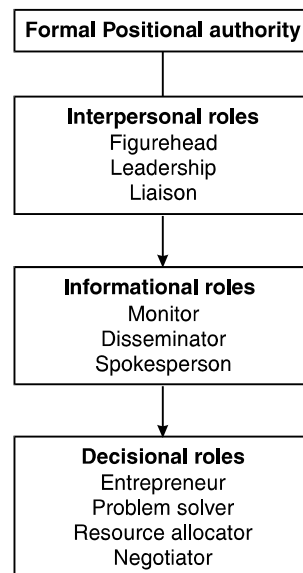 Formal Positional authority
Interpersonal roles
Figurehead
Leadership
Liaison
Informational roles
Monitor
Disseminator
Spokesperson
Decisional roles
Entrepreneur
Problem solver
Resource allocator
Negotiator